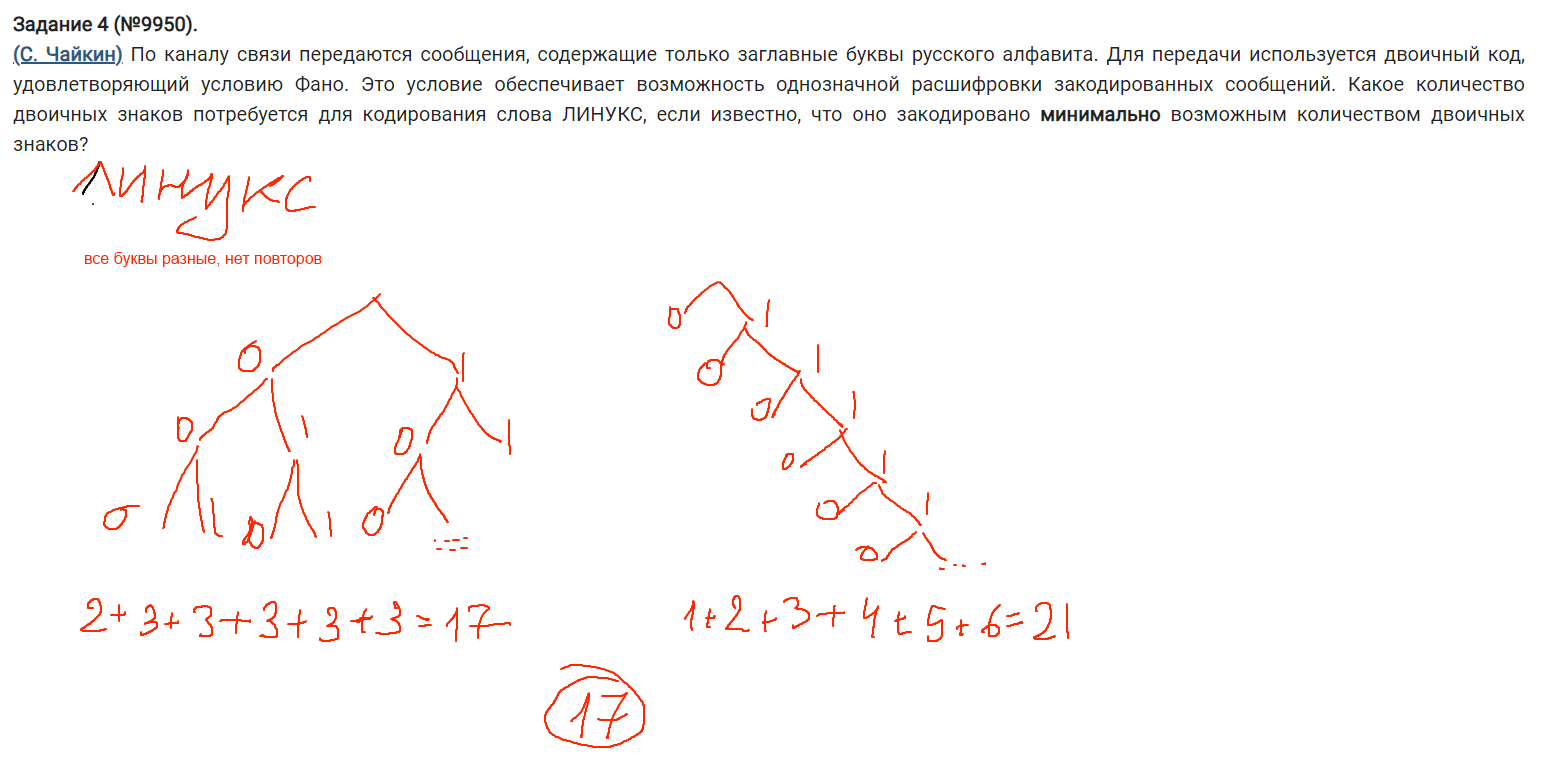 Задание 4 (№9950).
(С. Чайкин) По каналу связи передаются сообщения, содержащие только заглавные буквы русского алфавита. Для передачи используется двоичный код,
удовлетворяющий условию Фано. Это условие обеспечивает возможность однозначной расшифровки закодированных сообщений. Какое количество
двоичных знаков потребуется для кодирования слова ЛИНУКС, если известно, что оно закодировано минимально возможным количеством двоичных
знаков?
Линукс
все буквы разные, нет повторов
0 1
0 1 0 1
0 1 0 1 0
2+3+3+3+3+3=17
0 1
0 1
0 1
0 1
0 1
0
1+2+3+4+5+6=21
17